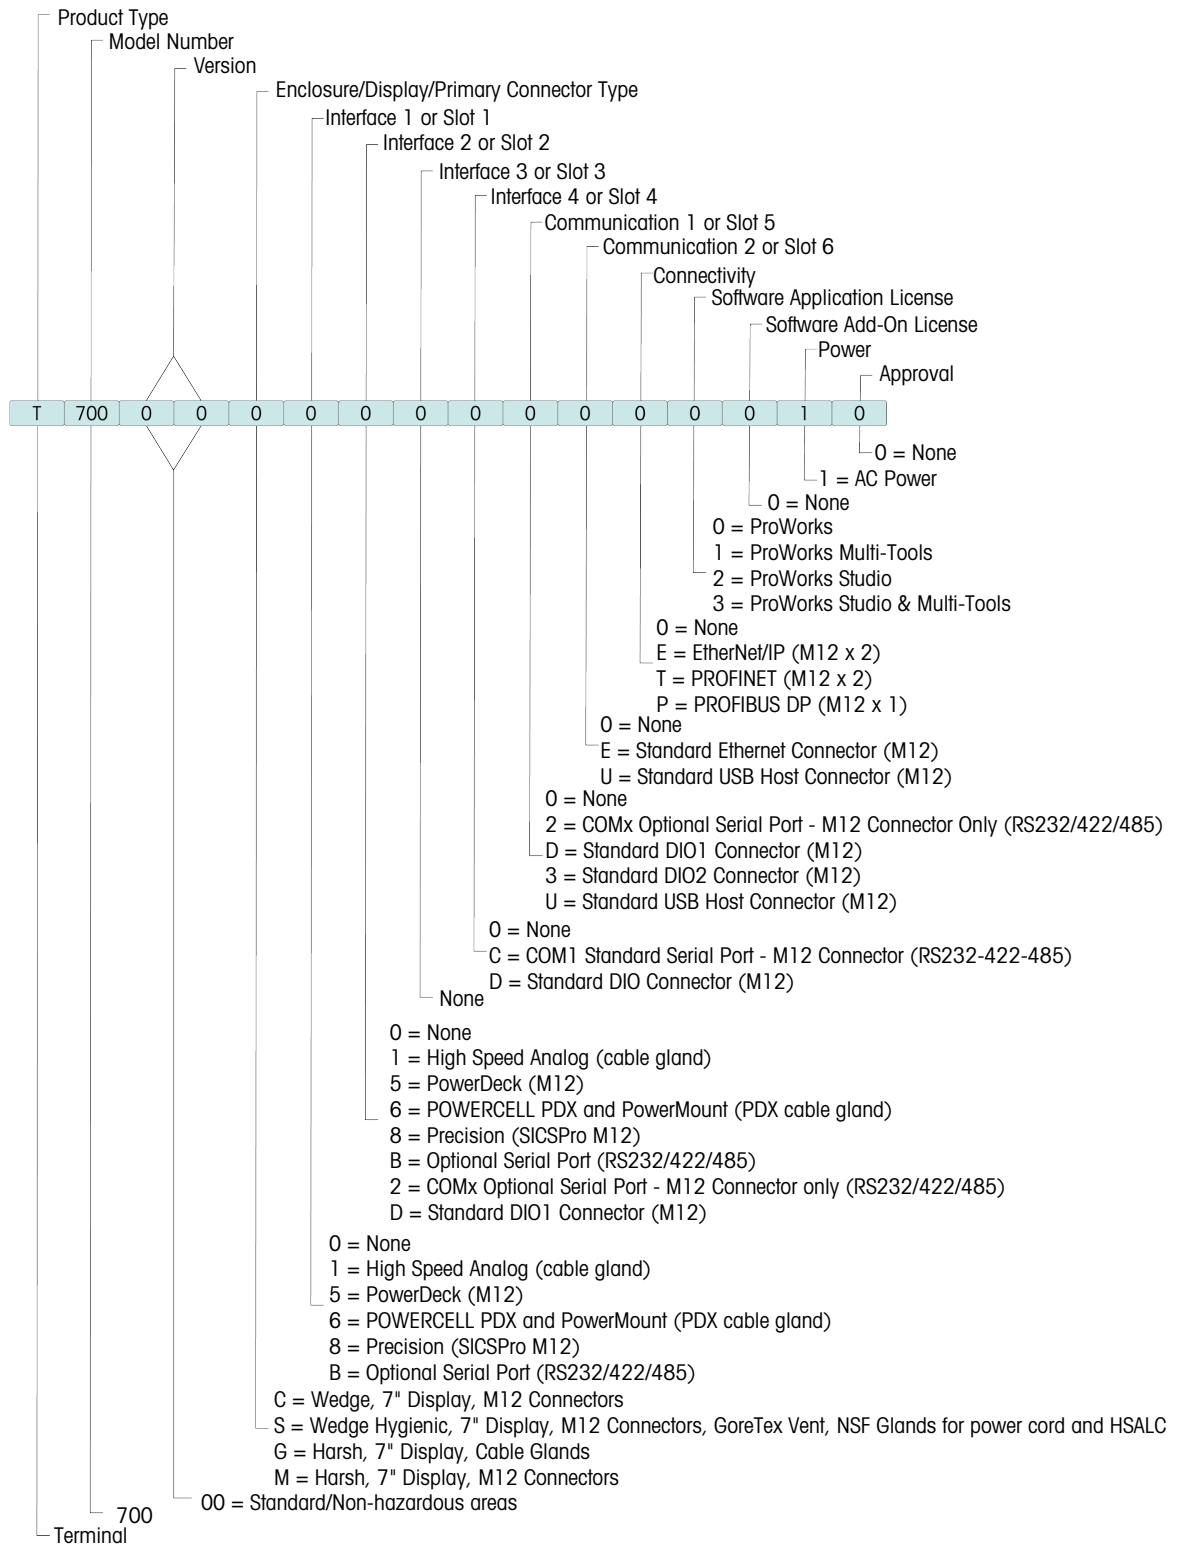 Product Type
Model Number
Version
Enclosure/Display/Primary Connector Type
Interface 1 or Slot 1
Interface 2 or Slot 2
Interface 3 or Slot 3
Interface 4 or Slot 4
Communication 1 or Slot 5
Communication 2 or Slot 6
Connectivity
Software Application License
Software Add-On License
Power
Approval
T 700 0 0 0 0 0 0 0 0 0 0 0 0 1 0
0 = None
1 = AC Power
0 = None
0 = ProWorks
1 = ProWorks Multi-Tools
2 = ProWorks Studio
3 = ProWorks Studio & Multi-Tools
0 = None
E = EtherNet/IP (M12 x 2)
T = PROFINET (M12 x 2)
P = PROFIBUS DP (M12 x 1)
0 = None
E = Standard Ethernet Connector (M12)
U = Standard USB Host Connector (M12)
0 = None
2 = COMx Optional Serial Port - M12 Connector Only (RS232/422/485)
D = Standard DIO1 Connector (M12)
3 = Standard DIO2 Connector (M12)
U = Standard USB Host Connector (M12)
0 = None
C = COM1 Standard Serial Port - M12 Connector (RS232-422-485)
D = Standard DIO Connector (M12)
None
0 = None
1 = High Speed Analog (cable gland)
5 = PowerDeck (M12)
6 = POWERCELL PDX and PowerMount (PDX cable gland)
8 = Precision (SICSPro M12)
B = Optional Serial Port (RS232/422/485)
2 = COMx Optional Serial Port - M12 Connector only (RS232/422/485)
D = Standard DIO1 Connector (M12)
0 = None
1 = High Speed Analog (cable gland)
5 = PowerDeck (M12)
6 = POWERCELL PDX and PowerMount (PDX cable gland)
8 = Precision (SICSPro M12)
B = Optional Serial Port (RS232/422/485)
C = Wedge, 7" Display, M12 Connectors
S = Wedge Hygienic, 7" Display, M12 Connectors, GoreTex Vent, NSF Glands for power cord and HSALC
G = Harsh, 7" Display, Cable Glands
M = Harsh, 7" Display, M12 Connectors
00 = Standard/Non-hazardous areas
700
Terminal